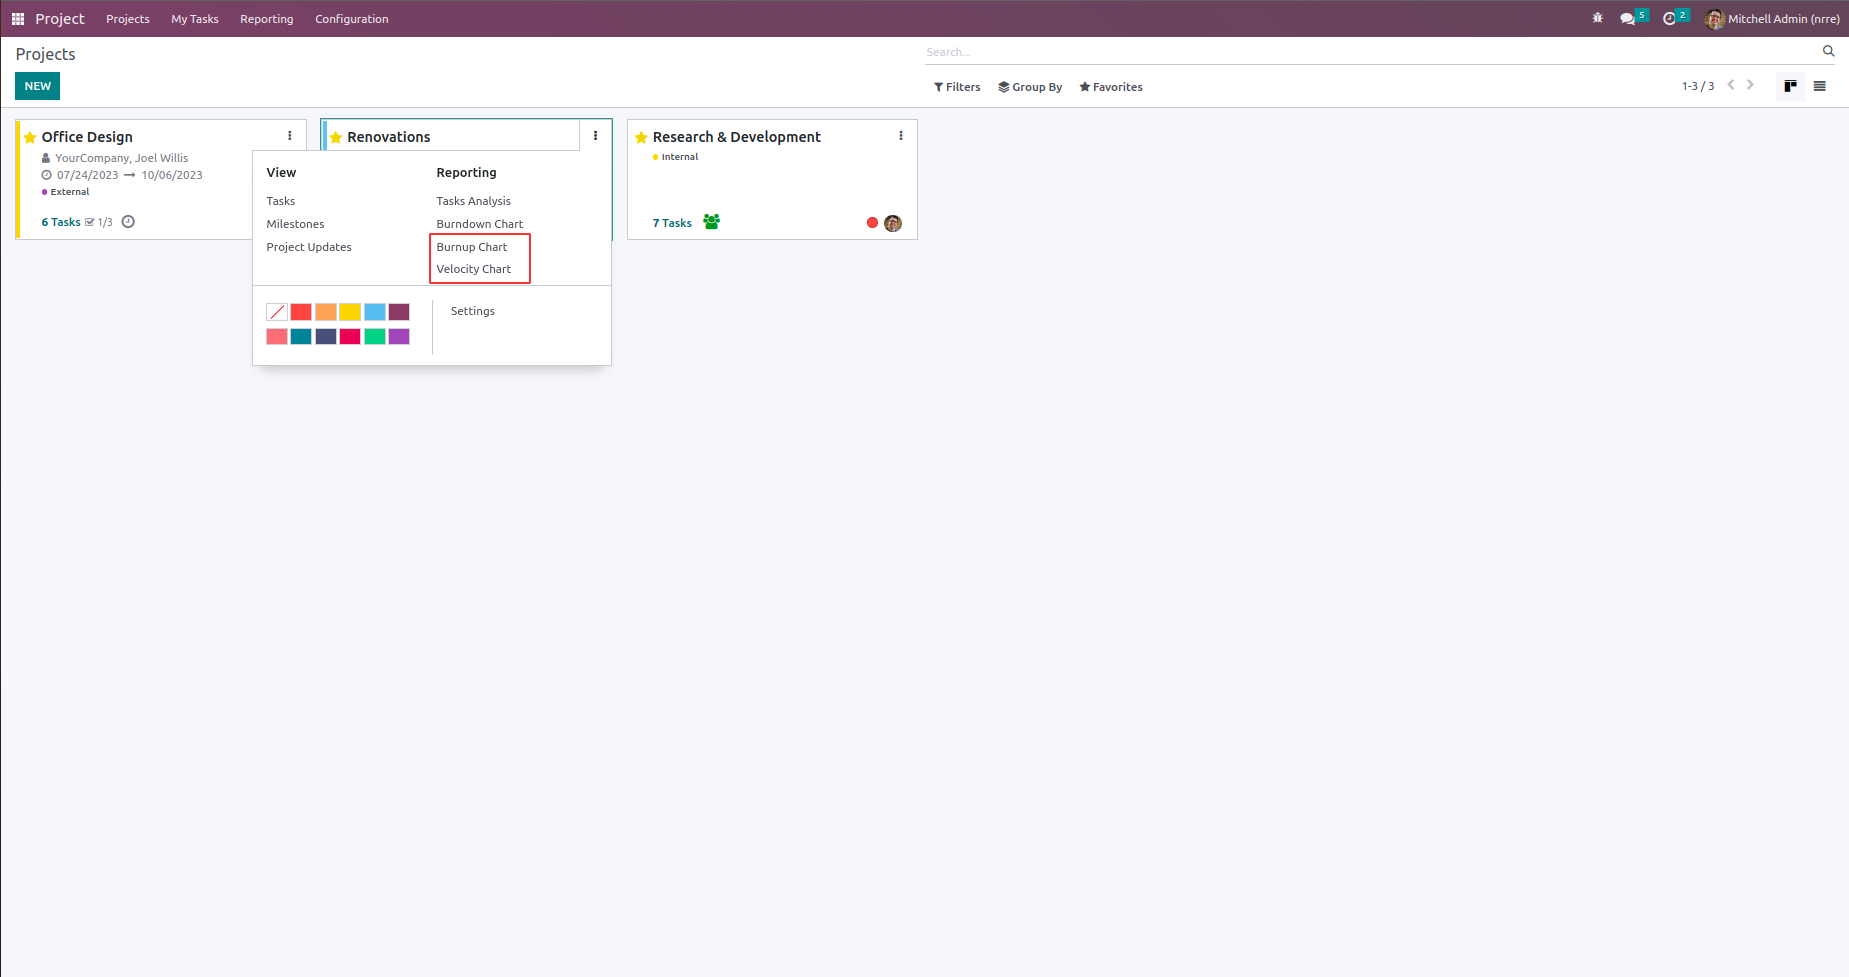 Project Projects My Tasks Reporting Configuration 5 2 Mitchell Admin (nrre)
Projects
Search...
NEW
Filters Group By Favorites
1-3 / 3
Office Design
YourCompany, Joel Willis
07/24/2023 10/06/2023
External
6 Tasks 1/3
Renovations
View
Tasks
Milestones
Project Updates
Reporting
Tasks Analysis
Burndown Chart
Burnup Chart
Velocity Chart
Settings
Research & Development
Internal
7 Tasks